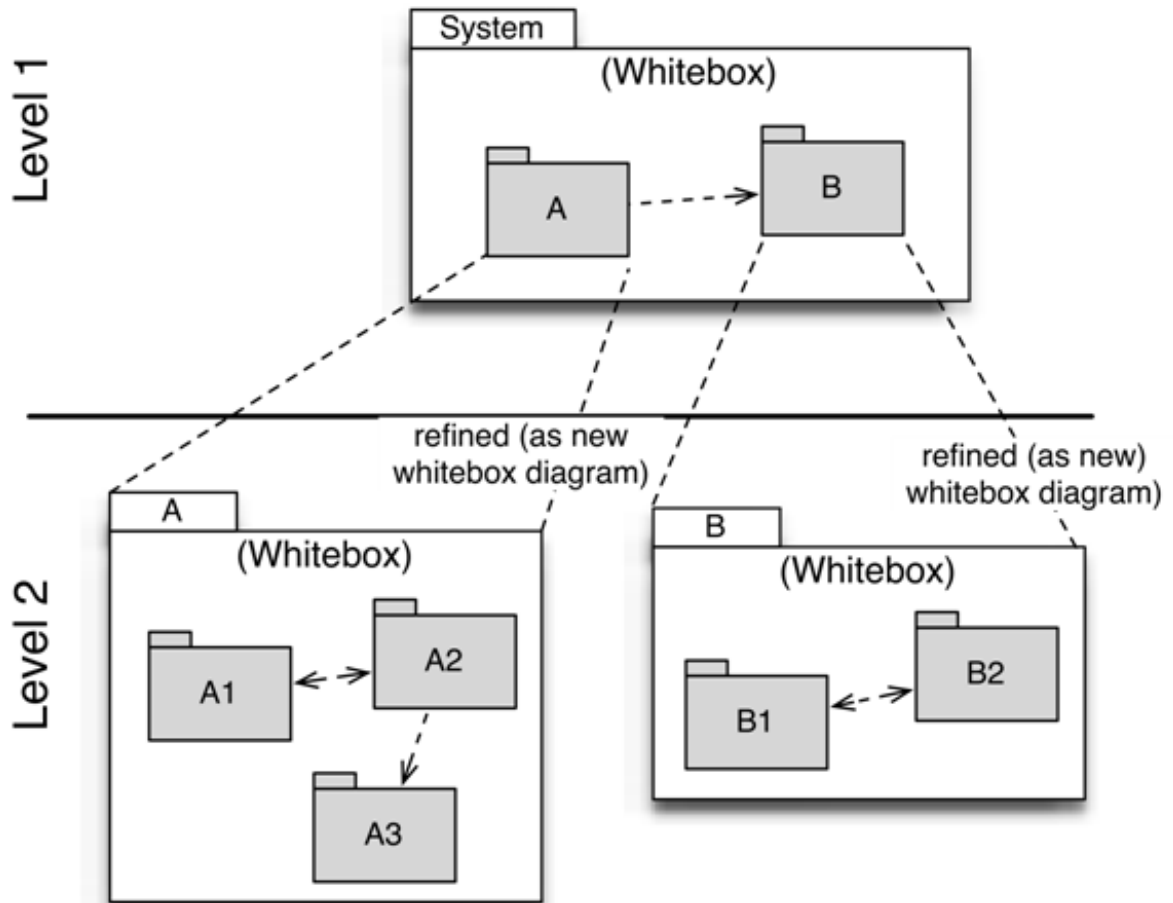 Level 1
System
(Whitebox)
A
B
refined (as new
whitebox diagram)
refined (as new)
whitebox diagram)
Level 2
A
(Whitebox)
A1
A2
A3
B
(Whitebox)
B1
B2